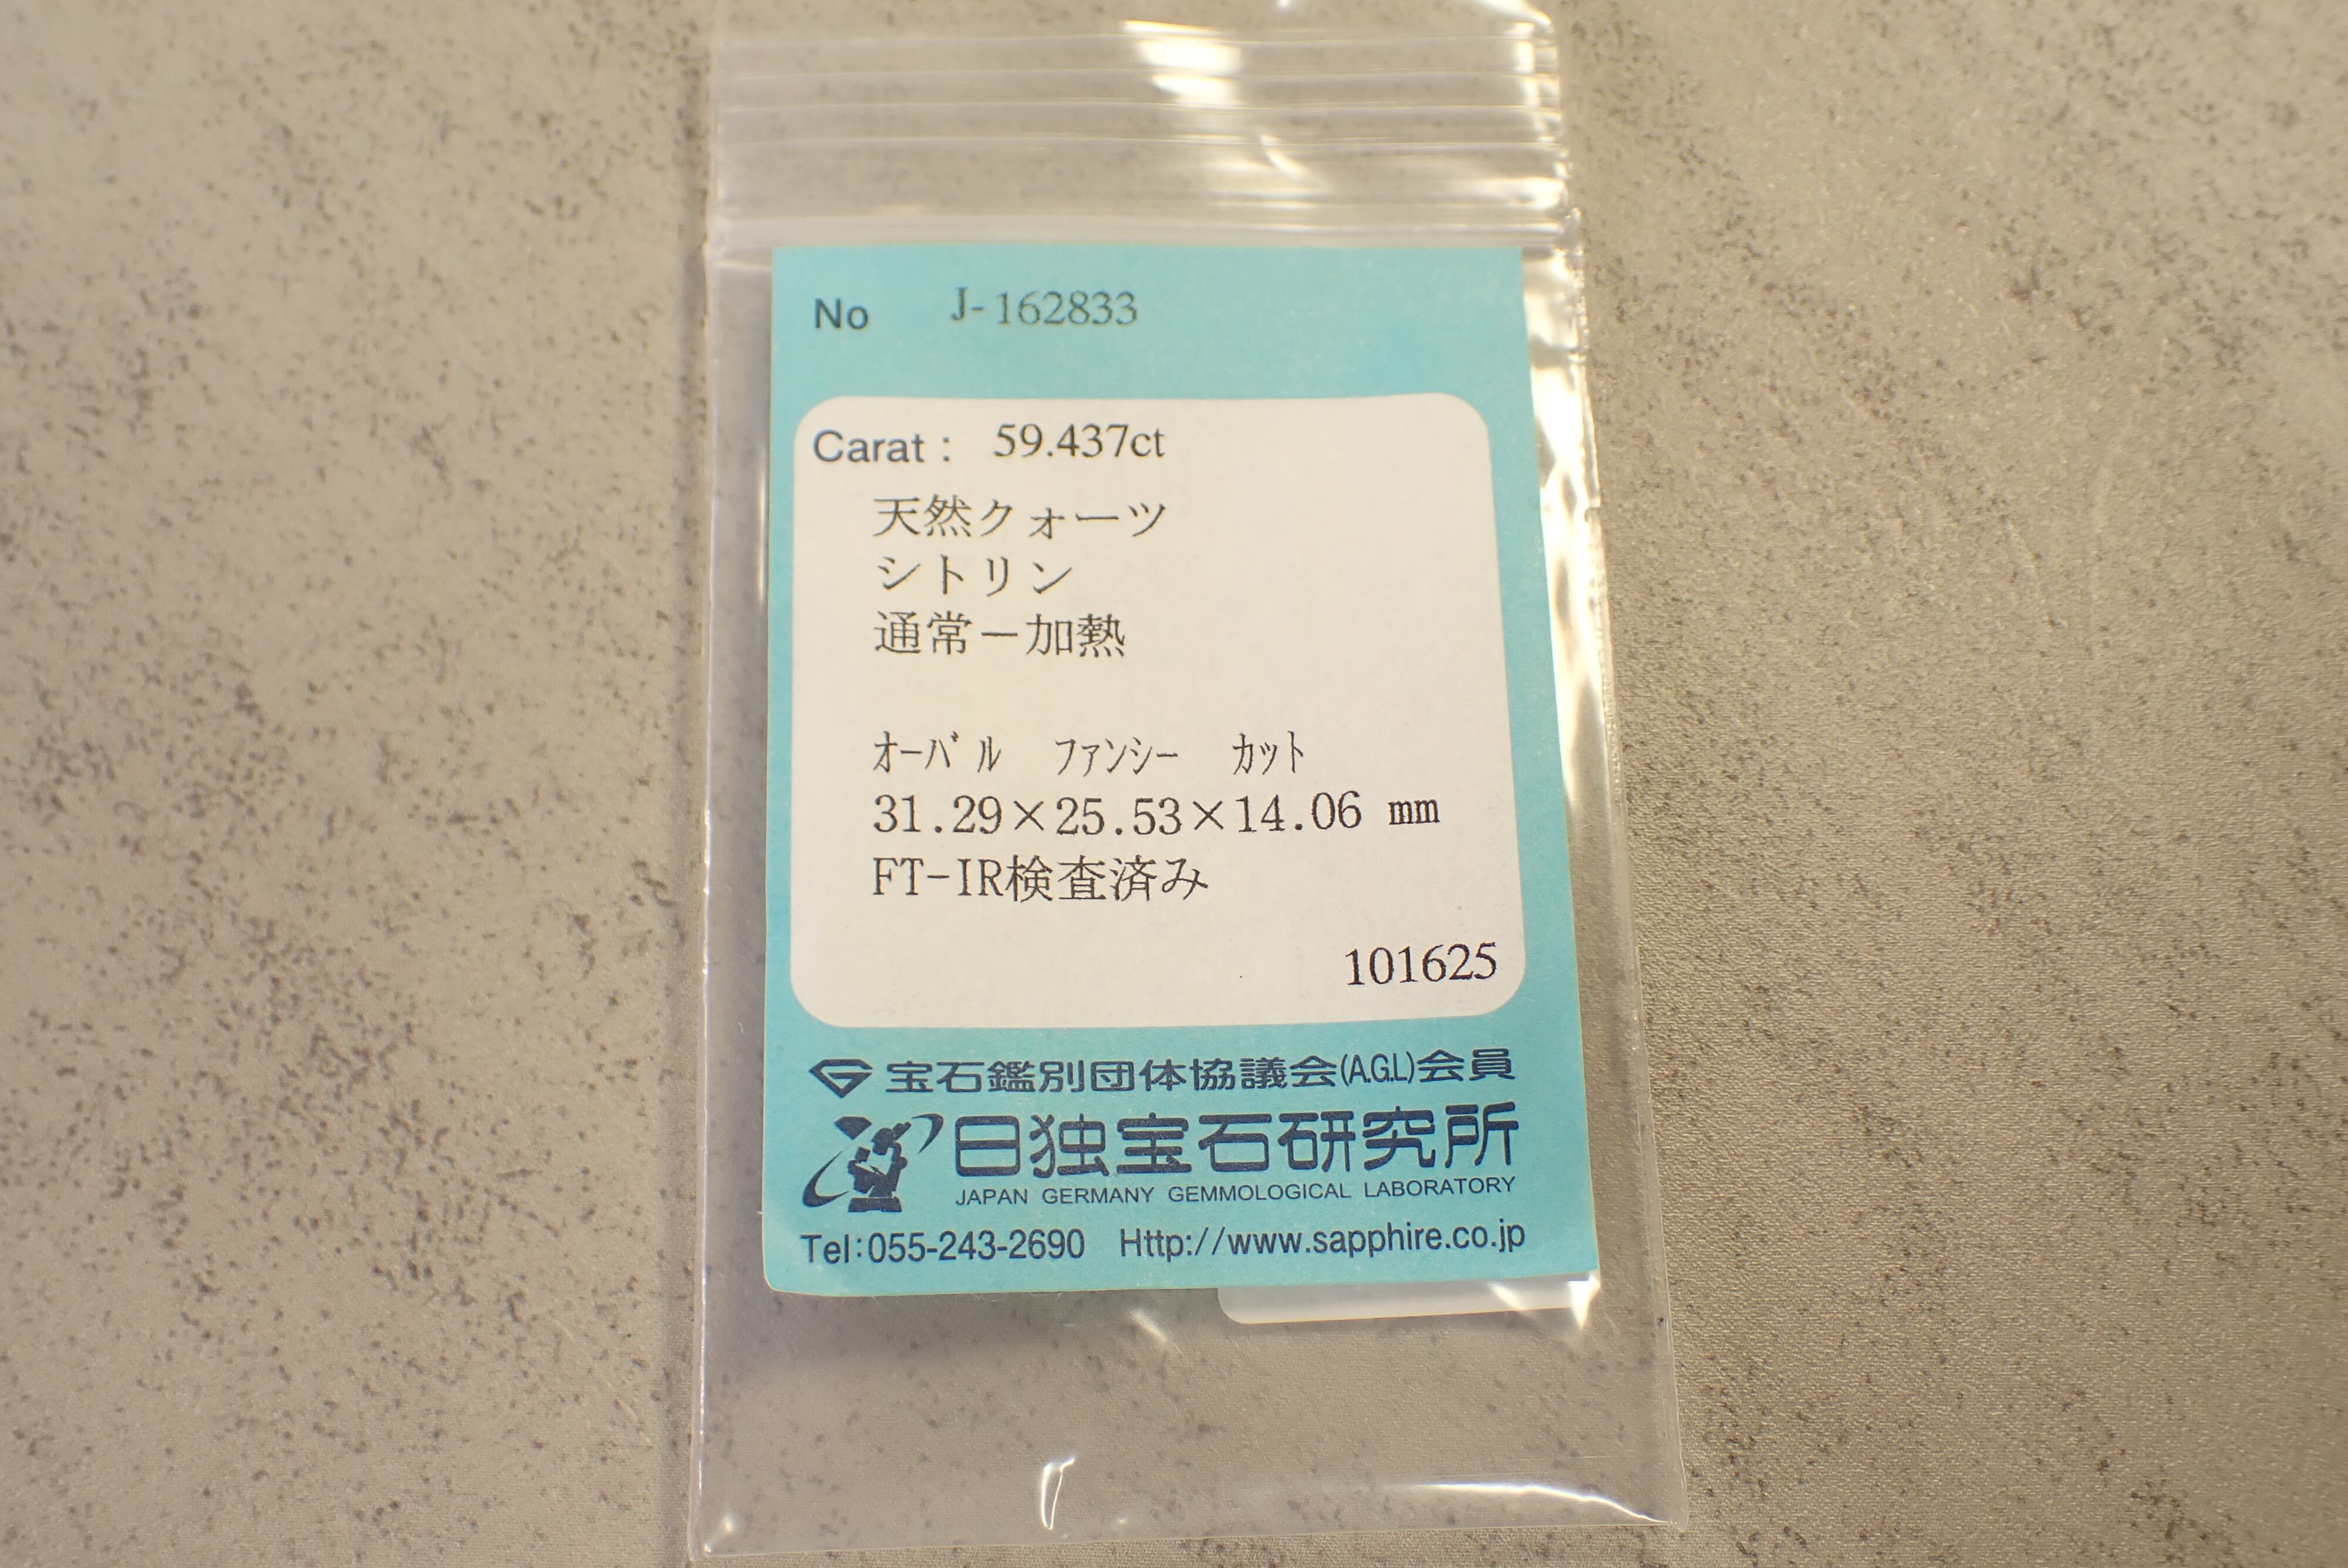 No J-162833
Carat : 59.437ct
天然クォーツ
シトリン
通常－加熱
ｵｰﾊﾞﾙ ﾌｧﾝｼｰ ｶｯﾄ
31.29×25.53×14.06 mm
FT-IR検査済み
101625
宝石鑑別団体協議会(A.G.L)会員
日独宝石研究所
JAPAN GERMANY GEMMOLOGICAL LABORATORY
Tel:055-243-2690 Http://www.sapphire.co.jp